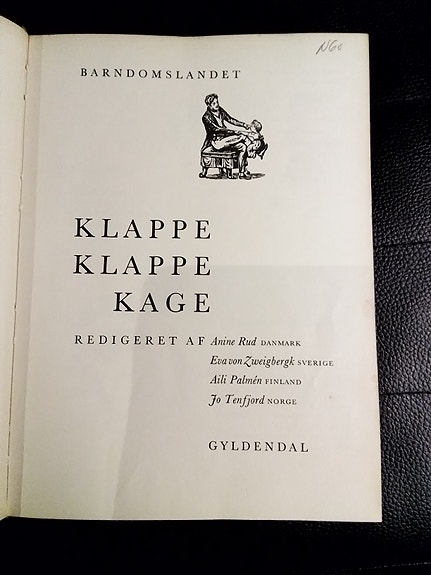 BARNDOMSLANDET
KLAPPE
KLAPPE
KAGE
REDIGERET AF Anine Rud DANMARK
Eva von Zweigbergk SVERIGE
Aili Palmén FINLAND
Jo Tenfjord NORGE
GYLDENDAL